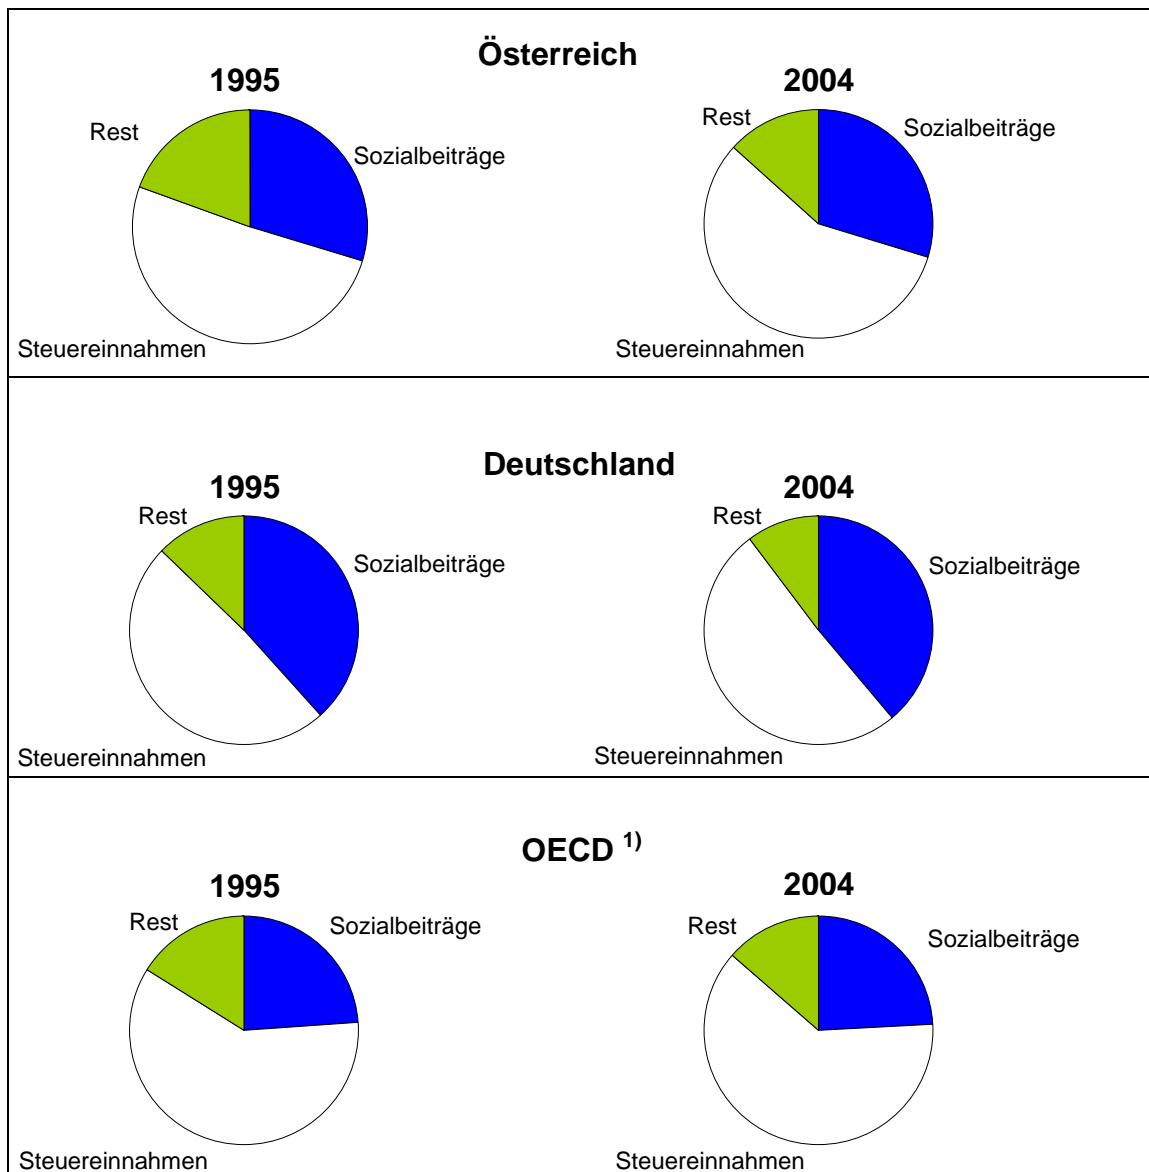 Österreich
1995
2004
Rest
Sozialbeiträge
Steuereinnahmen
Rest
Sozialbeiträge
Steuereinnahmen
Deutschland
1995
2004
Rest
Sozialbeiträge
Steuereinnahmen
Rest
Sozialbeiträge
Steuereinnahmen
OECD 1)
1995
2004
Rest
Sozialbeiträge
Steuereinnahmen
Rest
Sozialbeiträge
Steuereinnahmen